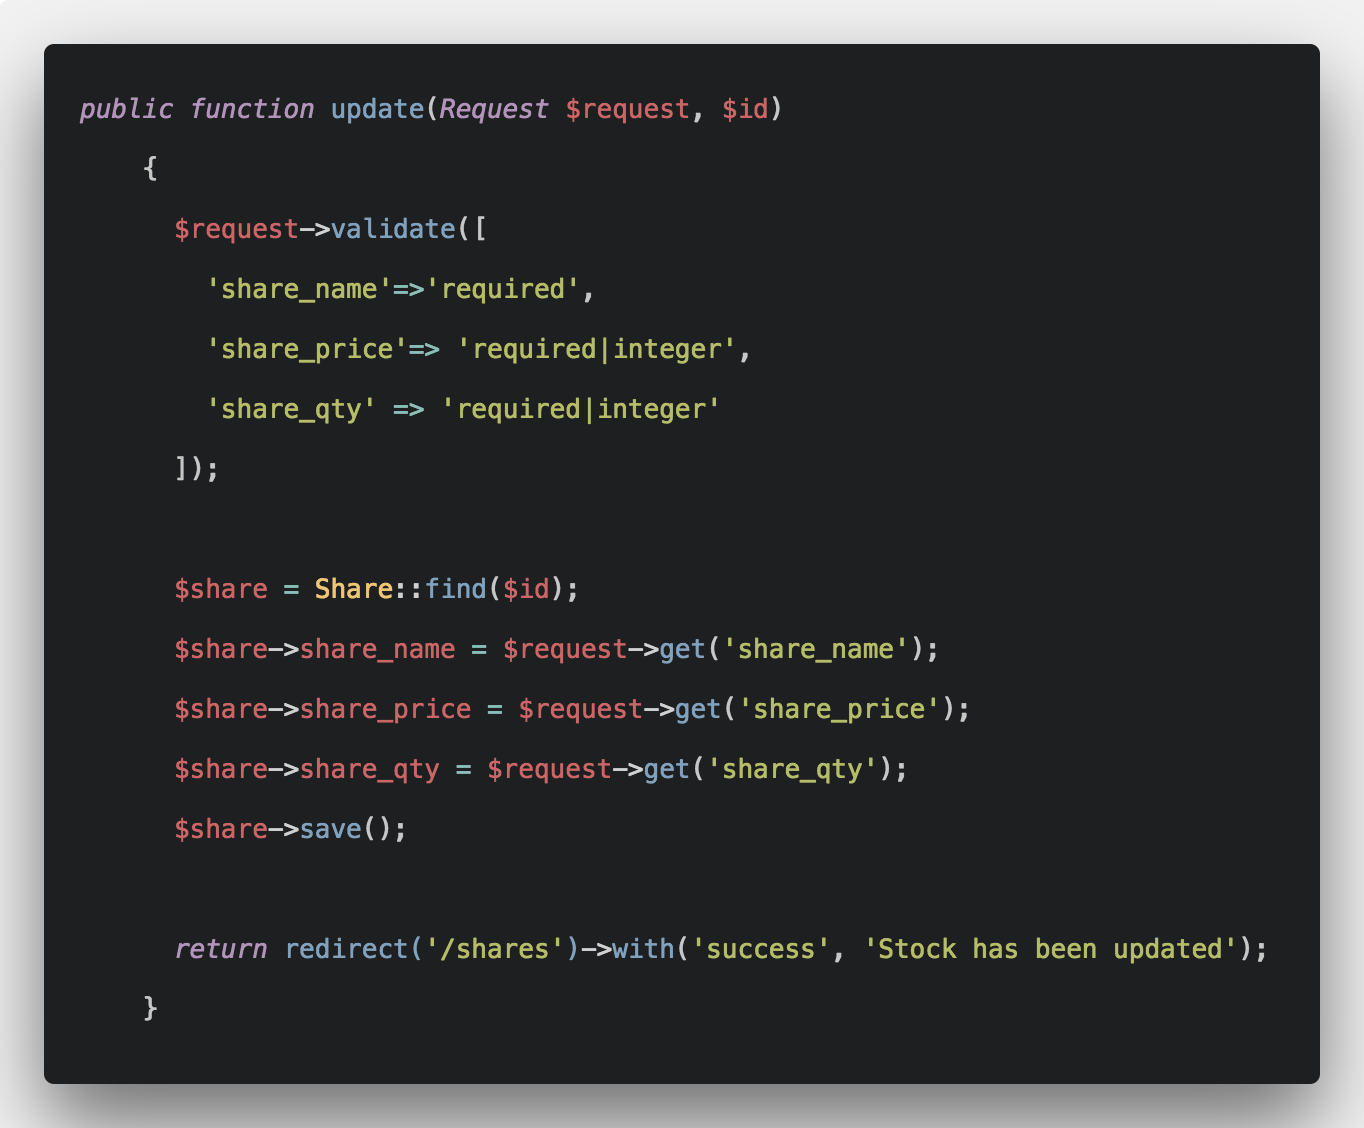 public function update(Request $request, $id)
    {
      $request->validate([
        'share_name'=>'required',
        'share_price'=> 'required|integer',
        'share_qty' => 'required|integer'
      ]);

      $share = Share::find($id);
      $share->share_name = $request->get('share_name');
      $share->share_price = $request->get('share_price');
      $share->share_qty = $request->get('share_qty');
      $share->save();

      return redirect('/shares')->with('success', 'Stock has been updated');
    }